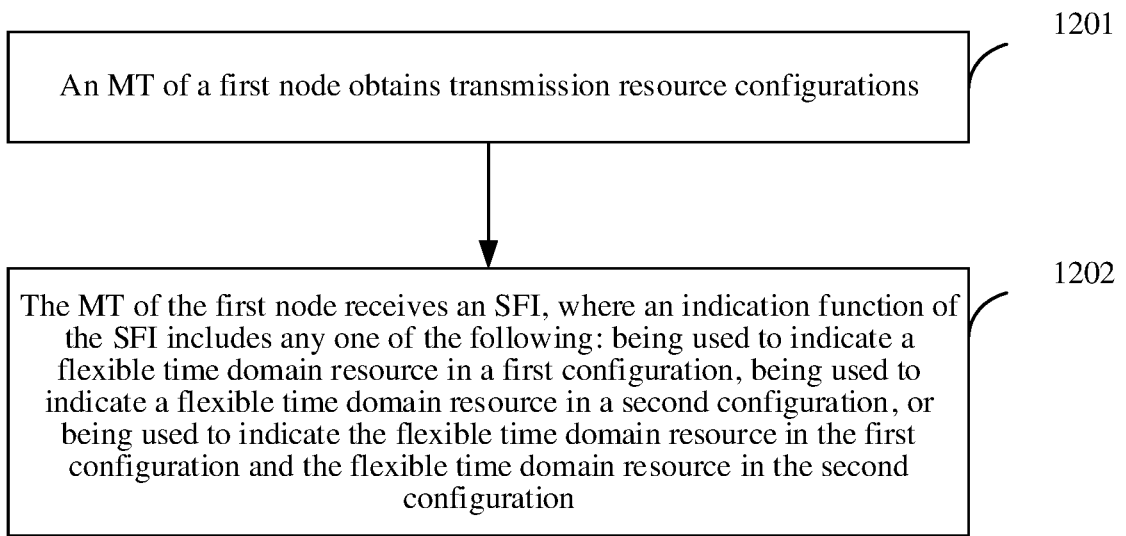 1201
An MT of a first node obtains transmission resource configurations
1202
The MT of the first node receives an SFI, where an indication function of
the SFI includes any one of the following: being used to indicate a
flexible time domain resource in a first configuration, being used to
indicate a flexible time domain resource in a second configuration, or
being used to indicate the flexible time domain resource in the first
configuration and the flexible time domain resource in the second
configuration